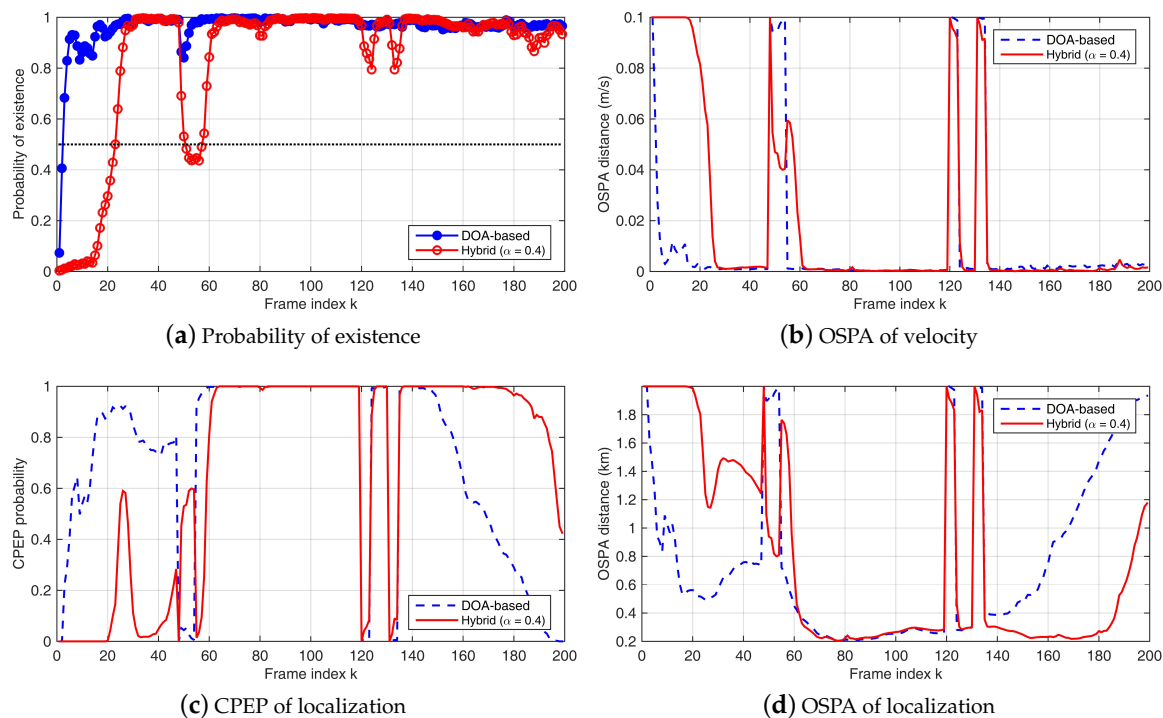 Probability of existence
1
0.8
0.6
0.4
0.2
0
0 20 40 60 80 100 120 140 160 180 200
Frame index k
DOA-based
Hybrid (α = 0.4)
(a) Probability of existence
OSPA distance (m/s)
0.1
0.08
0.06
0.04
0.02
0
0 20 40 60 80 100 120 140 160 180 200
Frame index k
DOA-based
Hybrid (α = 0.4)
(b) OSPA of velocity
CPEP probability
1
0.8
0.6
0.4
0.2
0
0 20 40 60 80 100 120 140 160 180 200
Frame index k
DOA-based
Hybrid (α = 0.4)
(c) CPEP of localization
OSPA distance (km)
1.8
1.6
1.4
1.2
1.0
0.8
0.6
0.4
0.2
0 20 40 60 80 100 120 140 160 180 200
Frame index k
DOA-based
Hybrid (α = 0.4)
(d) OSPA of localization